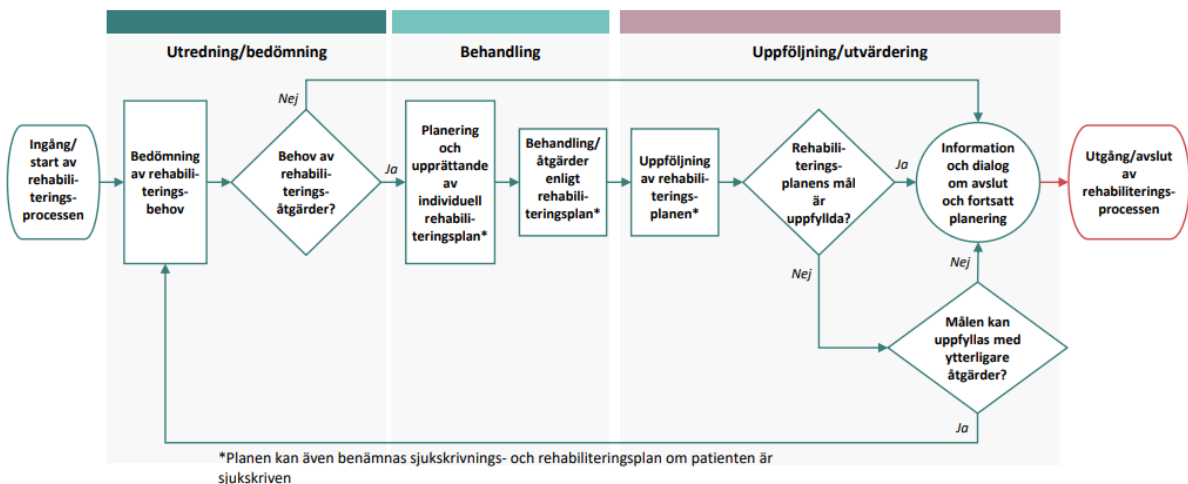 Utredning/bedömning
Behandling
Uppföljning/utvärdering
Ingång/
start av
rehabili-
terings-
processen
Bedömning
av rehabili-
terings-
behov
Nej
Behov av
rehabili-
terings-
åtgärder?
Ja
Planering
och
upprättande
av
individuell
rehabili-
teringsplan*
Behandling/
åtgärder
enligt
rehabili-
teringsplan*
Uppföljning
av rehabili-
terings-
planen*
Rehabili-
terings-
planens mål
är
uppfyllda?
Ja
Nej
Information
och dialog
om avslut
och fortsatt
planering
Utgång/avslut
av
rehabiliterings-
processen
Nej
Målen kan
uppfyllas med
ytterligare
åtgärder?
Ja
*Planen kan även benämnas sjukskrivnings- och rehabiliteringsplan om patienten är
sjukskriven